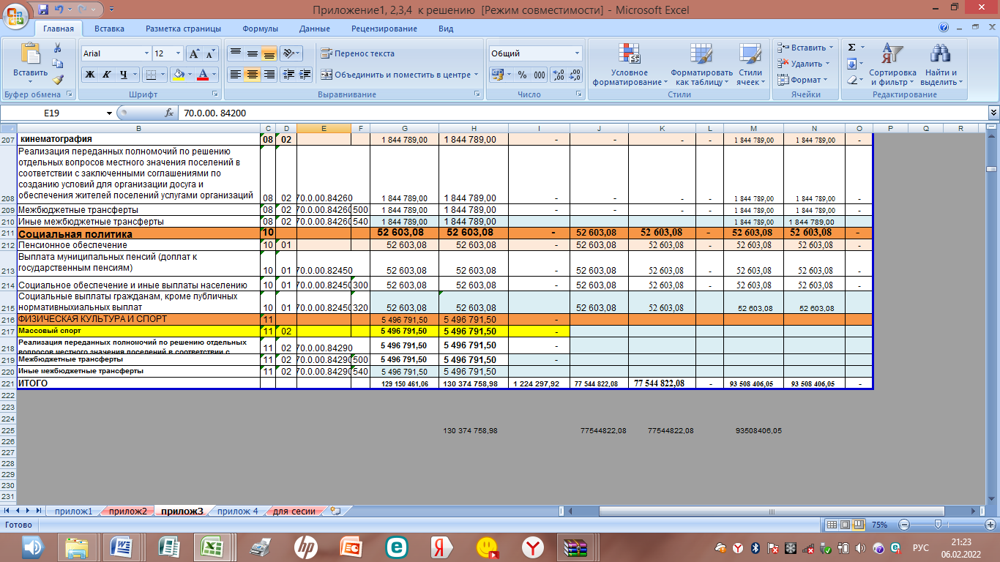 Приложение1, 2,3,4 к решению [Режим совместимости] - Microsoft Excel
Главная Вставка Разметка страницы Формулы Данные Рецензирование Вид
Вставить
Буфер обмена
Arial 12
Ж К Ч
Шрифт
Перенос текста
Объединить и поместить в центре
Выравнивание
Общий
% 000
Число
Условное форматирование
Форматировать как таблицу
Стили ячеек
Стили
Вставить
Удалить
Формат
Ячейки
Σ
Сортировка и фильтр
Найти и выделить
Редактирование
E19 fx 70.0.00. 84200
B C D E F G H I J K L M N O P Q R
207 кинематография 08 02 1 844 789,00 1 844 789,00 - - - - 1 844 789,00 1 844 789,00 -
Реализация переданных полномочий по решению
отдельных вопросов местного значения поселений в
соответствии с заключенными соглашениями по
созданию условий для организации досуга и
208 обеспечения жителей поселений услугами организаций 08 02 70.0.00.84260 1 844 789,00 1 844 789,00 - - - - 1 844 789,00 1 844 789,00 -
209 Межбюджетные трансферты 08 02 70.0.00.84260 500 1 844 789,00 1 844 789,00 - - - - 1 844 789,00 1 844 789,00 -
210 Иные межбюджетные трансферты 08 02 70.0.00.84260 540 1 844 789,00 1 844 789,00 1 844 789,00 1 844 789,00
211 Социальная политика 10 52 603,08 52 603,08 - 52 603,08 52 603,08 - 52 603,08 52 603,08 -
212 Пенсионное обеспечение 10 01 52 603,08 52 603,08 - 52 603,08 52 603,08 - 52 603,08 52 603,08 -
Выплата муниципальных пенсий (доплат к
213 государственным пенсиям) 10 01 70.0.00.82450 52 603,08 52 603,08 - 52 603,08 52 603,08 - 52 603,08 52 603,08 -
214 Социальное обеспечение и иные выплаты населению 10 01 70.0.00.82450 300 52 603,08 52 603,08 - 52 603,08 52 603,08 - 52 603,08 52 603,08 -
Социальные выплаты гражданам, кроме публичных
215 нормативныхиальных выплат 10 01 70.0.00.82450 320 52 603,08 52 603,08 52 603,08 52 603,08 52 603,08 52 603,08
216 ФИЗИЧЕСКАЯ КУЛЬТУРА И СПОРТ 11 5 496 791,50 5 496 791,50 -
217 Массовый спорт 11 02 5 496 791,50 5 496 791,50 -
Реализация переданных полномочий по решению отдельных
218 вопросов местного значения поселений в соответствии с 11 02 70.0.00.84290 5 496 791,50 5 496 791,50 -
219 Межбюджетные трансферты 11 02 70.0.00.84290 500 5 496 791,50 5 496 791,50 -
220 Иные межбюджетные трансферты 11 02 70.0.00.84290 540 5 496 791,50 5 496 791,50
221 ИТОГО 129 150 461,06 130 374 758,98 1 224 297,92 77 544 822,08 77 544 822,08 - 93 508 406,05 93 508 406,05 -
222
223
224
225 130 374 758,98 77544822,08 77544822,08 93508406,05
226
227
228
229
230
231
прилож1 прилож2 прилож3 прилож 4 для сесии
Готово 75%
РУС 21:23
06.02.2022